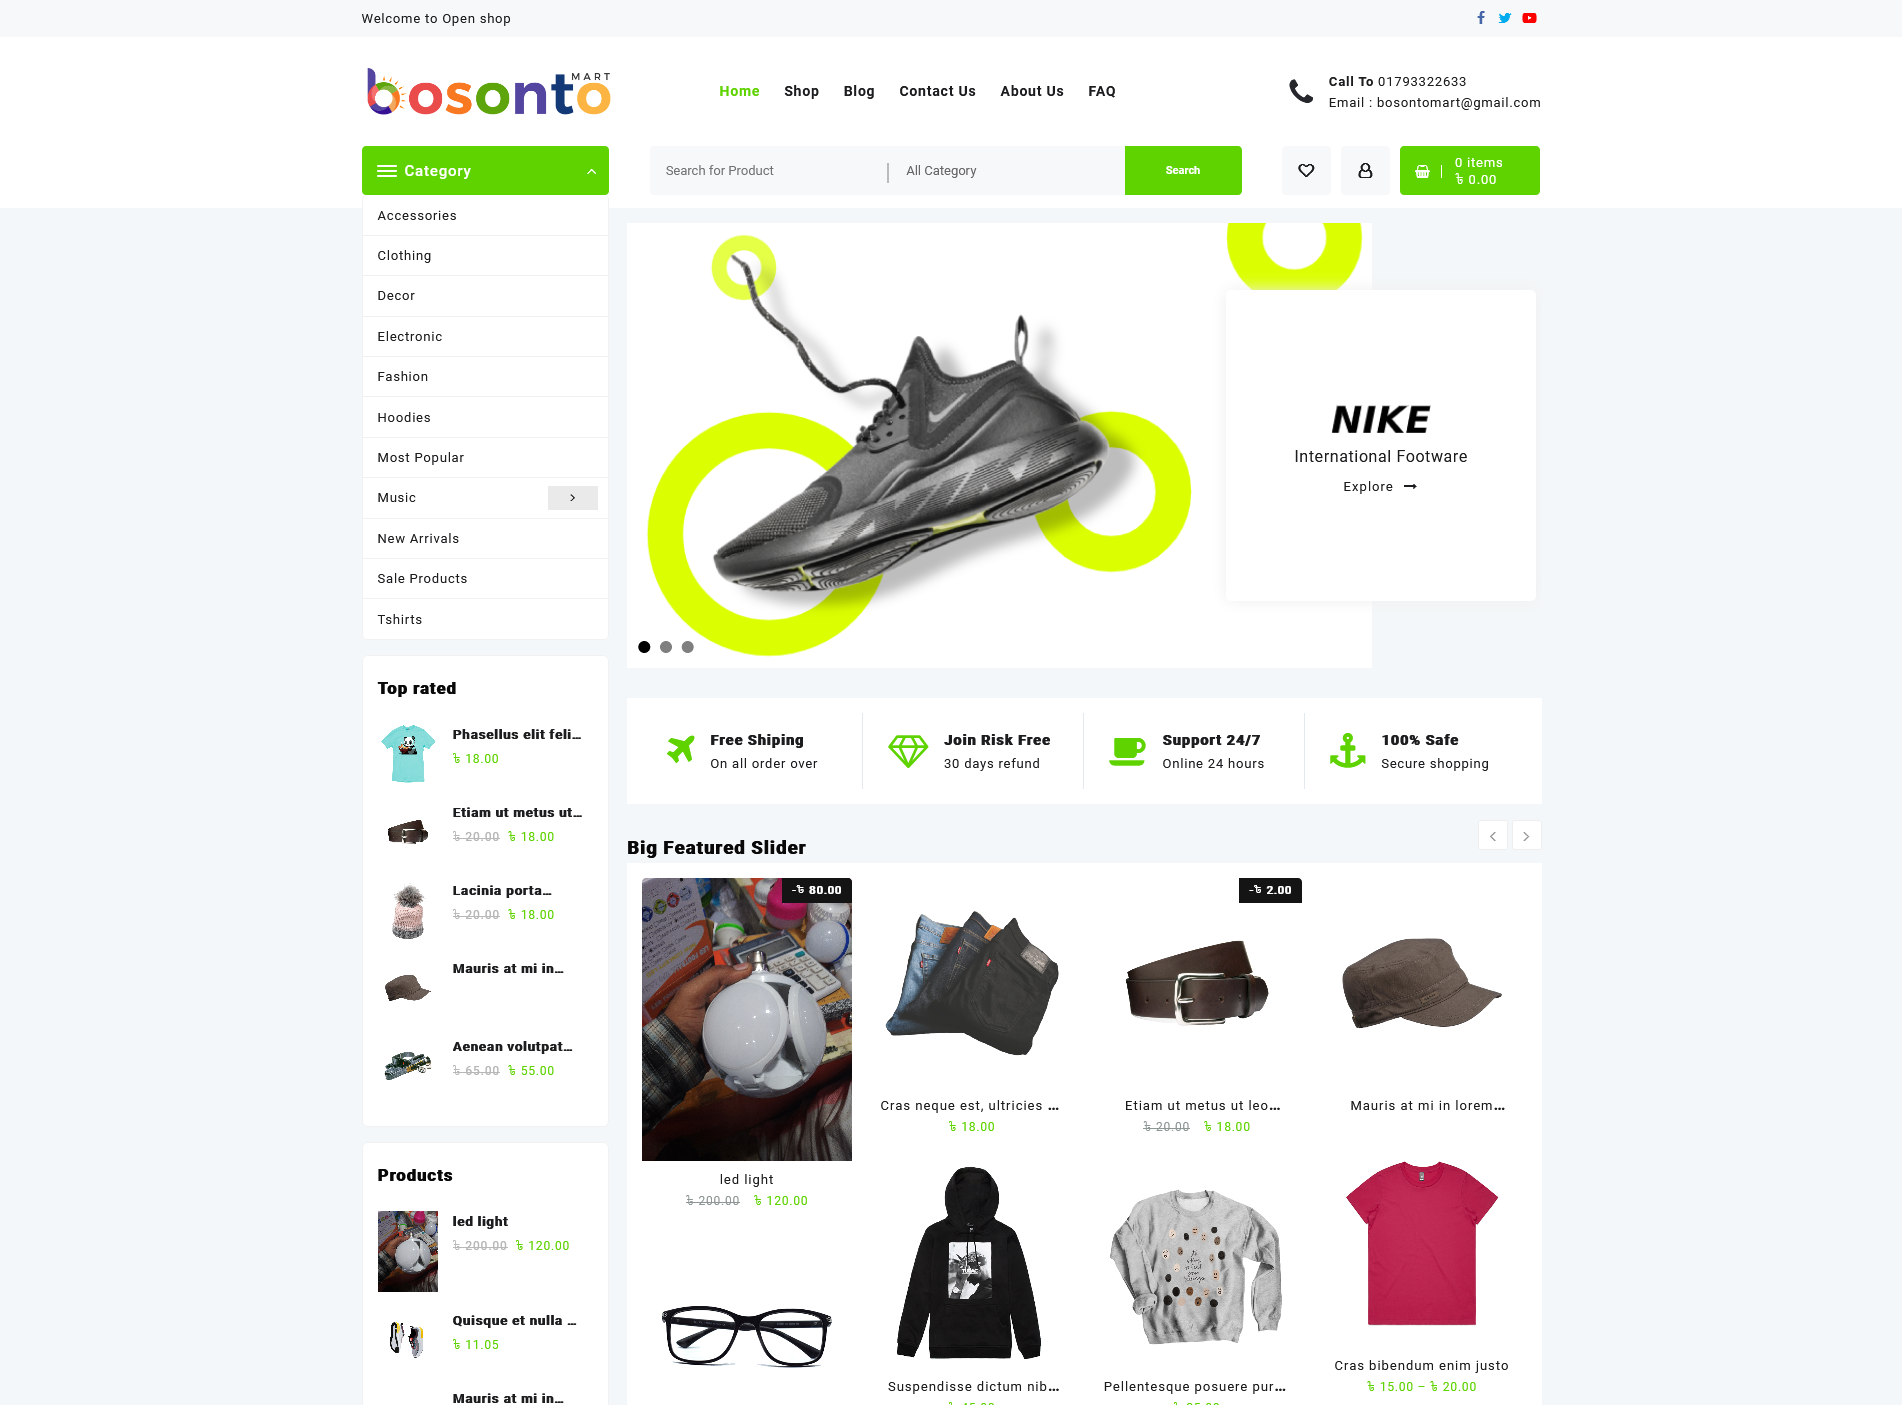 Welcome to Open shop
bosonto MART
Home Shop Blog Contact Us About Us FAQ
Call To 01793322633
Email : bosontomart@gmail.com
Category
Search for Product
All Category
Search
0 items
৳ 0.00
Accessories
Clothing
Decor
Electronic
Fashion
Hoodies
Most Popular
Music
New Arrivals
Sale Products
Tshirts
NIKE
International Footware
Explore
Free Shiping
On all order over
Join Risk Free
30 days refund
Support 24/7
Online 24 hours
100% Safe
Secure shopping
Top rated
Phasellus elit feli...
৳ 18.00
Etiam ut metus ut...
৳ 20.00 ৳ 18.00
Lacinia porta...
৳ 20.00 ৳ 18.00
Mauris at mi in...
Aenean volutpat...
৳ 65.00 ৳ 55.00
Products
led light
৳ 200.00 ৳ 120.00
Quisque et nulla ...
৳ 11.05
Mauris at mi in...
Big Featured Slider
-৳ 80.00
led light
৳ 200.00 ৳ 120.00
Cras neque est, ultricies ...
৳ 18.00
-৳ 2.00
Etiam ut metus ut leo...
৳ 20.00 ৳ 18.00
Mauris at mi in lorem...
Suspendisse dictum nib...
Pellentesque posuere pur...
Cras bibendum enim justo
৳ 15.00 – ৳ 20.00